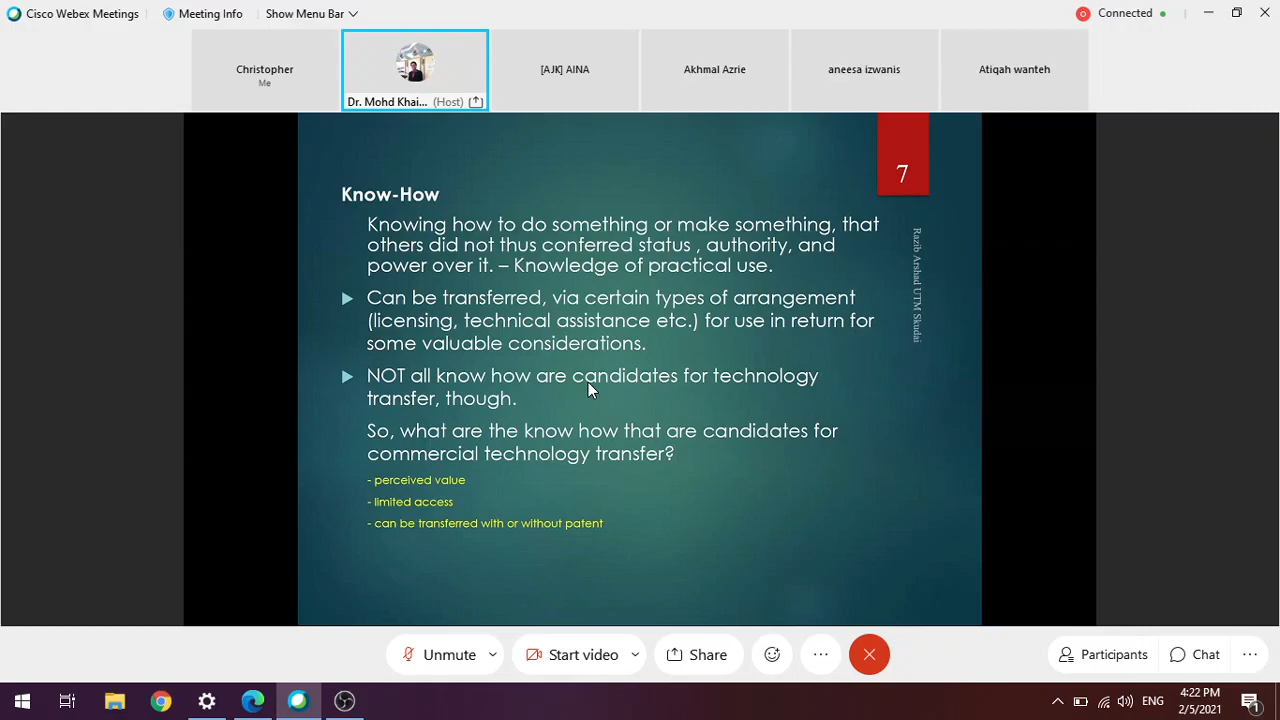 Cisco Webex Meetings
Meeting Info
Show Menu Bar
Connected
Christopher
Me
Dr. Mohd Khai... (Host)
[AJK] AINA
Akhmal Azrie
aneesa izwanis
Atiqah wanteh
7
Know-How
Knowing how to do something or make something, that
others did not thus conferred status , authority, and
power over it. – Knowledge of practical use.
Can be transferred, via certain types of arrangement
(licensing, technical assistance etc.) for use in return for
some valuable considerations.
NOT all know how are candidates for technology
transfer, though.
So, what are the know how that are candidates for
commercial technology transfer?
- perceived value
- limited access
- can be transferred with or without patent
Razib Arshad UTM Skudai
Unmute
Start video
Share
Participants
Chat
ENG
4:22 PM
2/5/2021
1